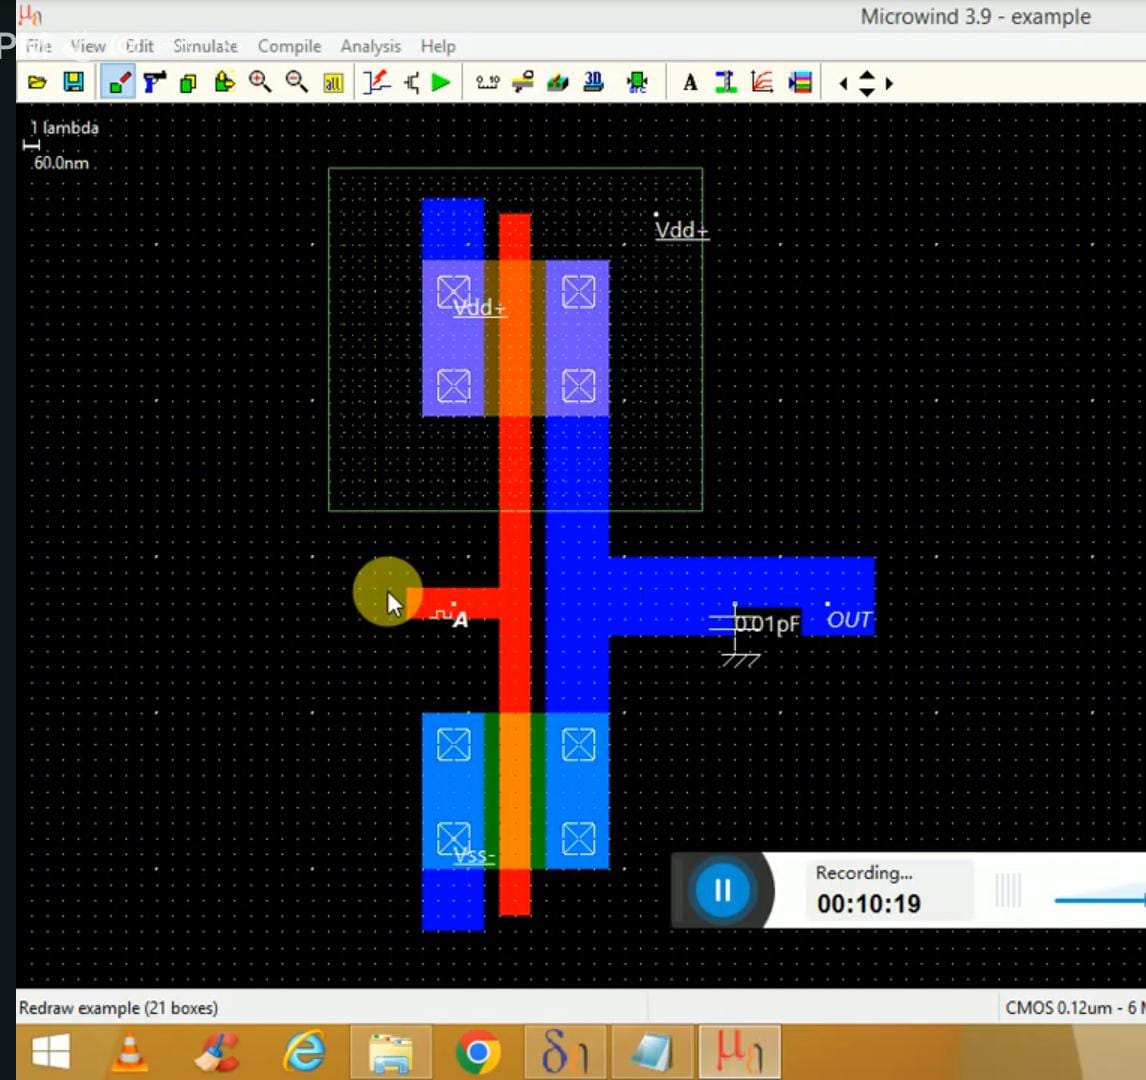 Microwind 3.9 - example
File View Edit Simulate Compile Analysis Help
1 lambda
60.0nm
Vdd+
Vdd+
A
0.01pF
OUT
Vss-
Recording...
00:10:19
Redraw example (21 boxes)
CMOS 0.12um - 6